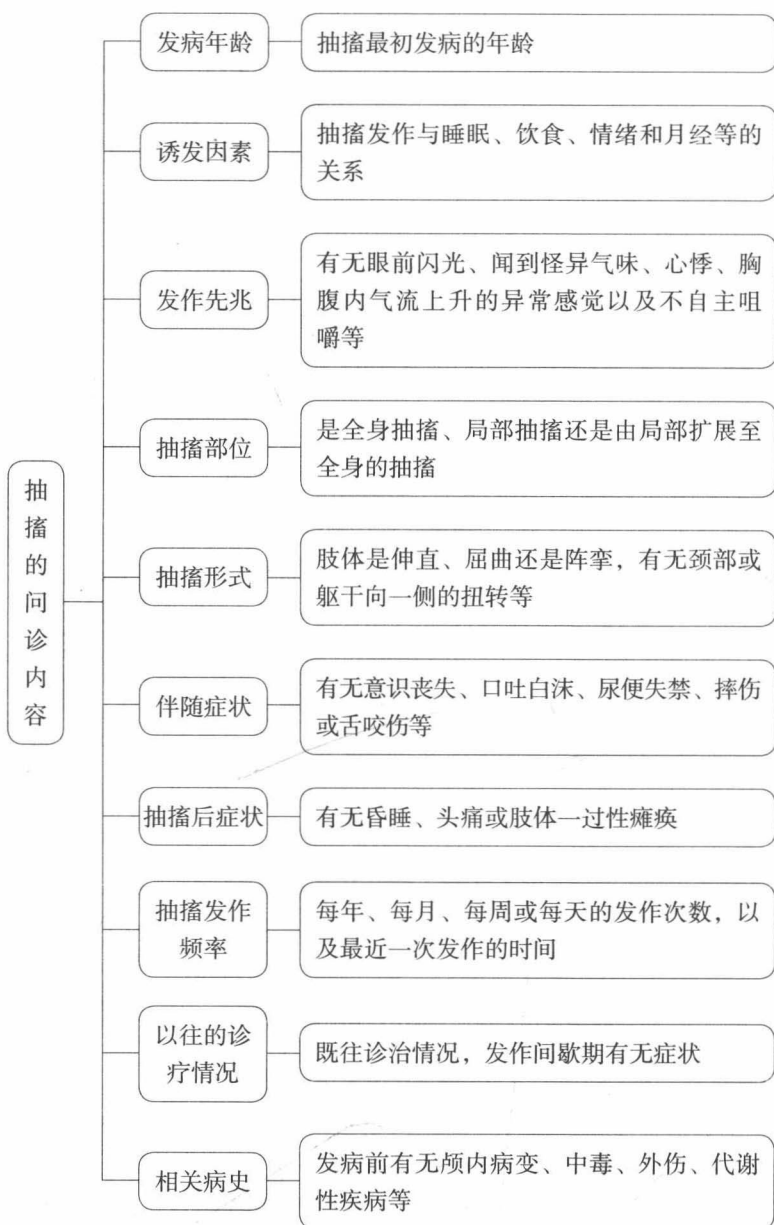 抽搐的问诊内容
发病年龄
抽搐最初发病的年龄
诱发因素
抽搐发作与睡眠、饮食、情绪和月经等的
关系
发作先兆
有无眼前闪光、闻到怪异气味、心悸、胸
腹内气流上升的异常感觉以及不自主咀
嚼等
抽搐部位
是全身抽搐、局部抽搐还是由局部扩展至
全身的抽搐
抽搐形式
肢体是伸直、屈曲还是阵挛，有无颈部或
躯干向一侧的扭转等
伴随症状
有无意识丧失、口吐白沫、尿便失禁、摔伤
或舌咬伤等
抽搐后症状
有无昏睡、头痛或肢体一过性瘫痪
抽搐发作
频率
每年、每月、每周或每天的发作次数，以
及最近一次发作的时间
以往的诊
疗情况
既往诊治情况，发作间歇期有无症状
相关病史
发病前有无颅内病变、中毒、外伤、代谢
性疾病等